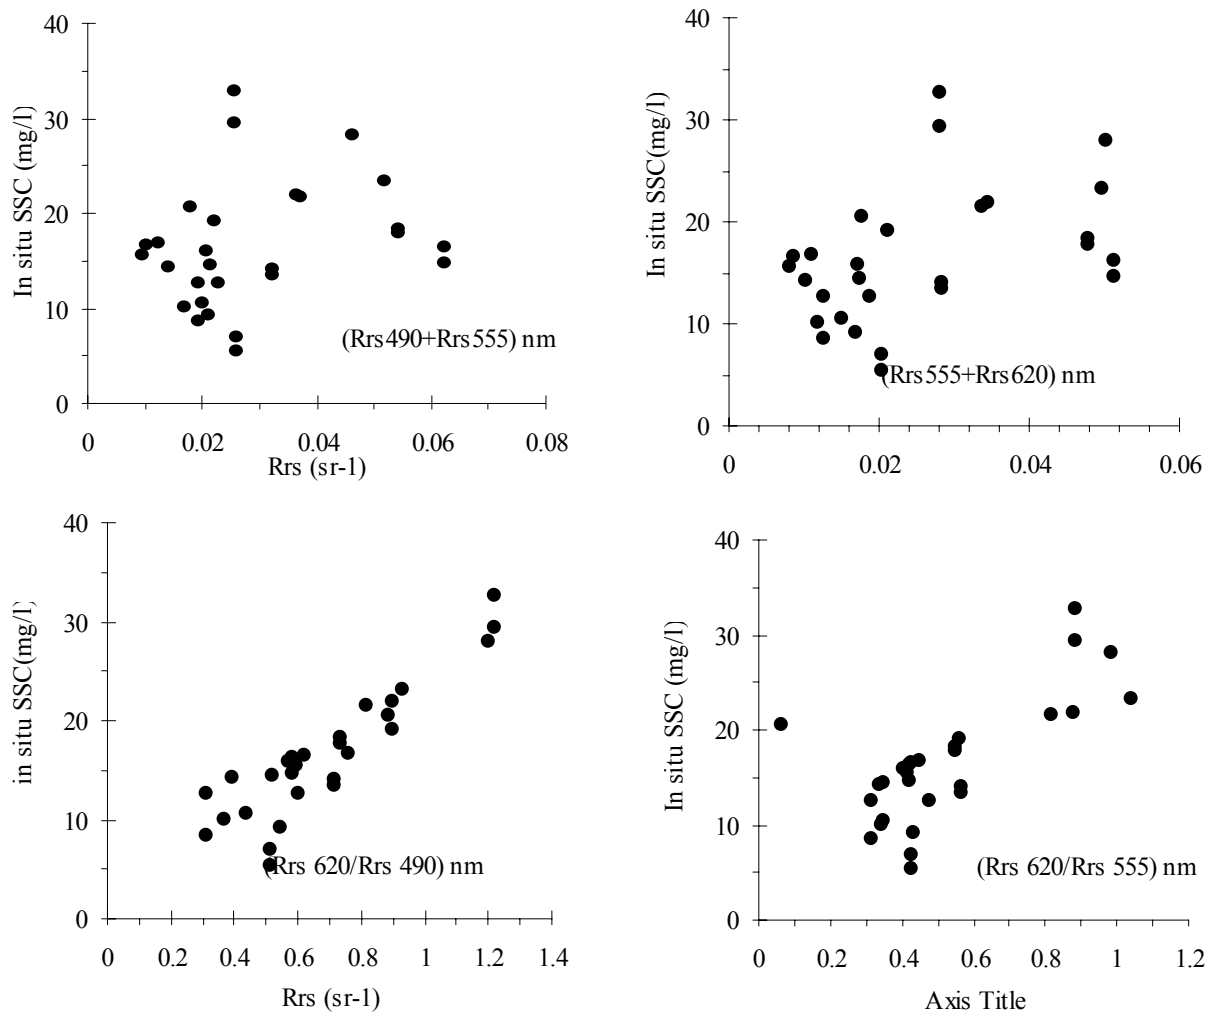 40
30
20
10
0
In situ SSC (mg/l)
(Rrs490+Rrs555) nm
0 0.02 0.04 0.06 0.08
Rrs (sr-1)
40
30
20
10
0
In situ SSC(mg/l)
(Rrs555+Rrs620) nm
0 0.02 0.04 0.06
40
30
20
10
0
in situ SSC(mg/l)
(Rrs 620/Rrs 490) nm
0 0.2 0.4 0.6 0.8 1 1.2 1.4
Rrs (sr-1)
40
30
20
10
0
In situ SSC (mg/l)
(Rrs 620/Rrs 555) nm
0 0.2 0.4 0.6 0.8 1 1.2
Axis Title